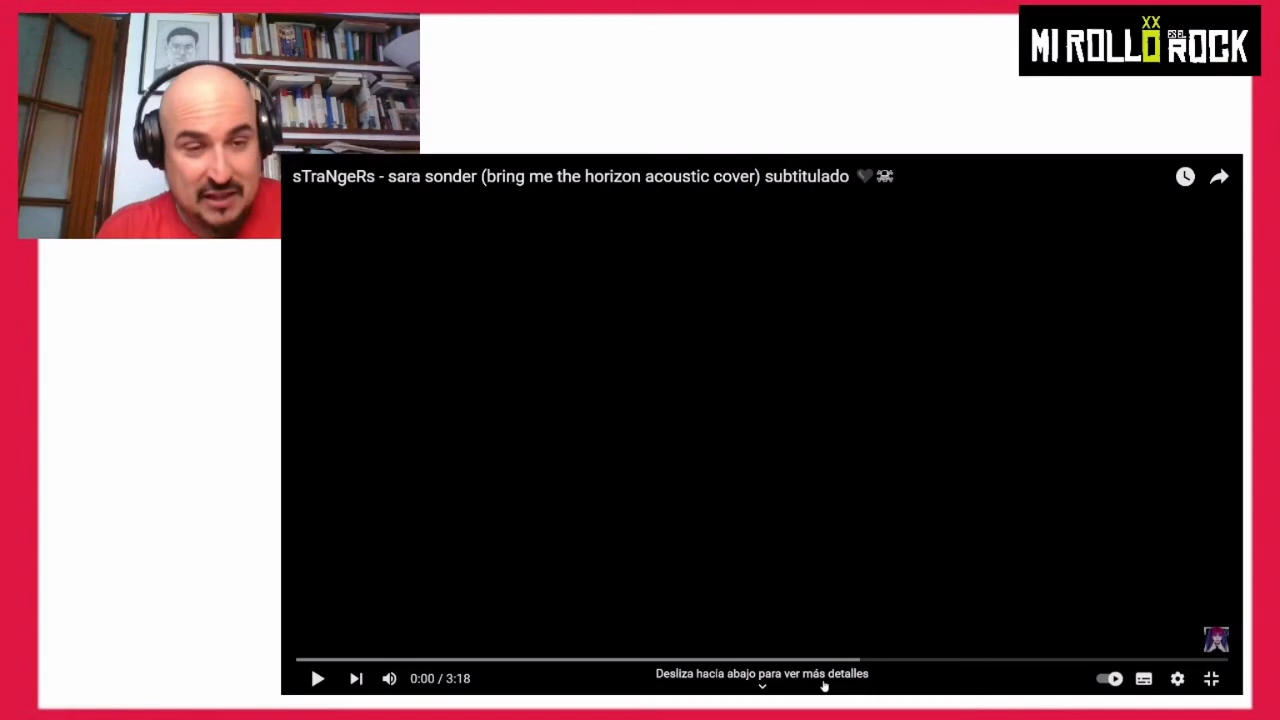 MI ROLLO ES EL ROCK
XX
sTraNgeRs - sara sonder (bring me the horizon acoustic cover) subtitulado 🖤☠
0:00 / 3:18
Desliza hacia abajo para ver más detalles